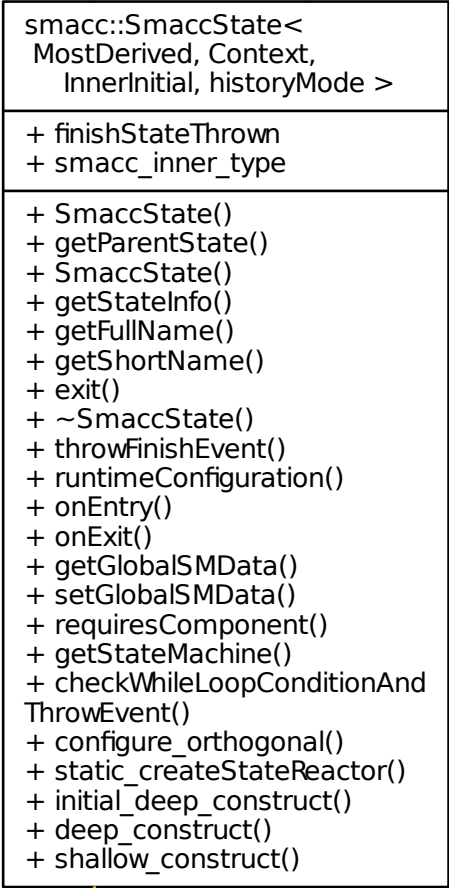 smacc::SmaccState<
MostDerived, Context,
InnerInitial, historyMode >
+ finishStateThrown
+ smacc_inner_type
+ SmaccState()
+ getParentState()
+ SmaccState()
+ getStateInfo()
+ getFullName()
+ getShortName()
+ exit()
+ ~SmaccState()
+ throwFinishEvent()
+ runtimeConfiguration()
+ onEntry()
+ onExit()
+ getGlobalSMData()
+ setGlobalSMData()
+ requiresComponent()
+ getStateMachine()
+ checkWhileLoopConditionAnd
ThrowEvent()
+ configure_orthogonal()
+ static_createStateReactor()
+ initial_deep_construct()
+ deep_construct()
+ shallow_construct()